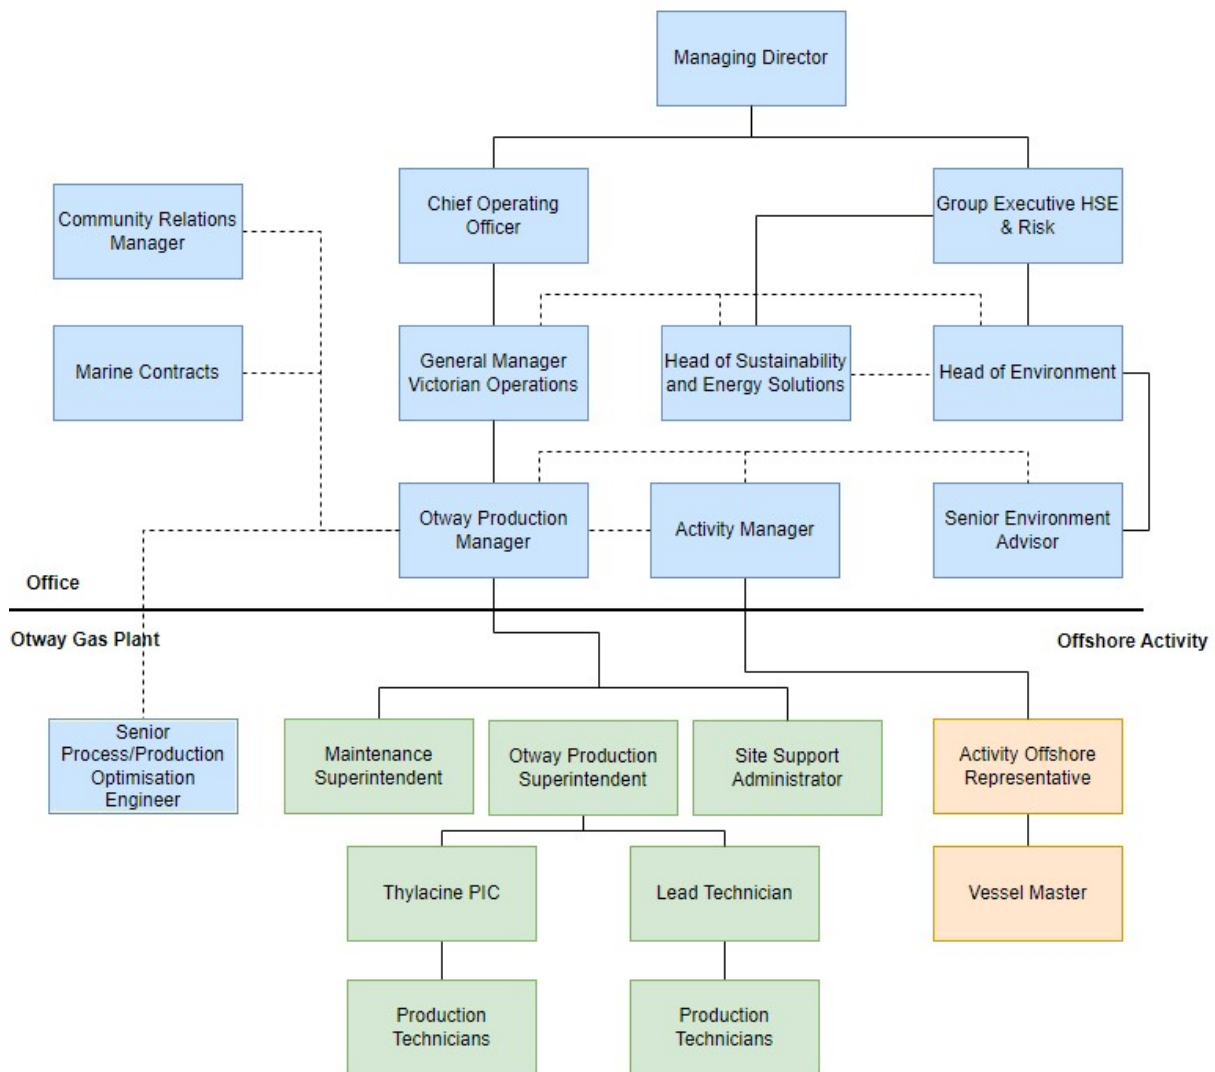 Managing Director
Community Relations
Manager
Chief Operating
Officer
Group Executive HSE
& Risk
Marine Contracts
General Manager
Victorian Operations
Head of Sustainability
and Energy Solutions
Head of Environment
Otway Production
Manager
Activity Manager
Senior Environment
Advisor
Office
Otway Gas Plant
Offshore Activity
Senior
Process/Production
Optimisation
Engineer
Maintenance
Superintendent
Otway Production
Superintendent
Site Support
Administrator
Activity Offshore
Representative
Thylacine PIC
Lead Technician
Vessel Master
Production
Technicians
Production
Technicians